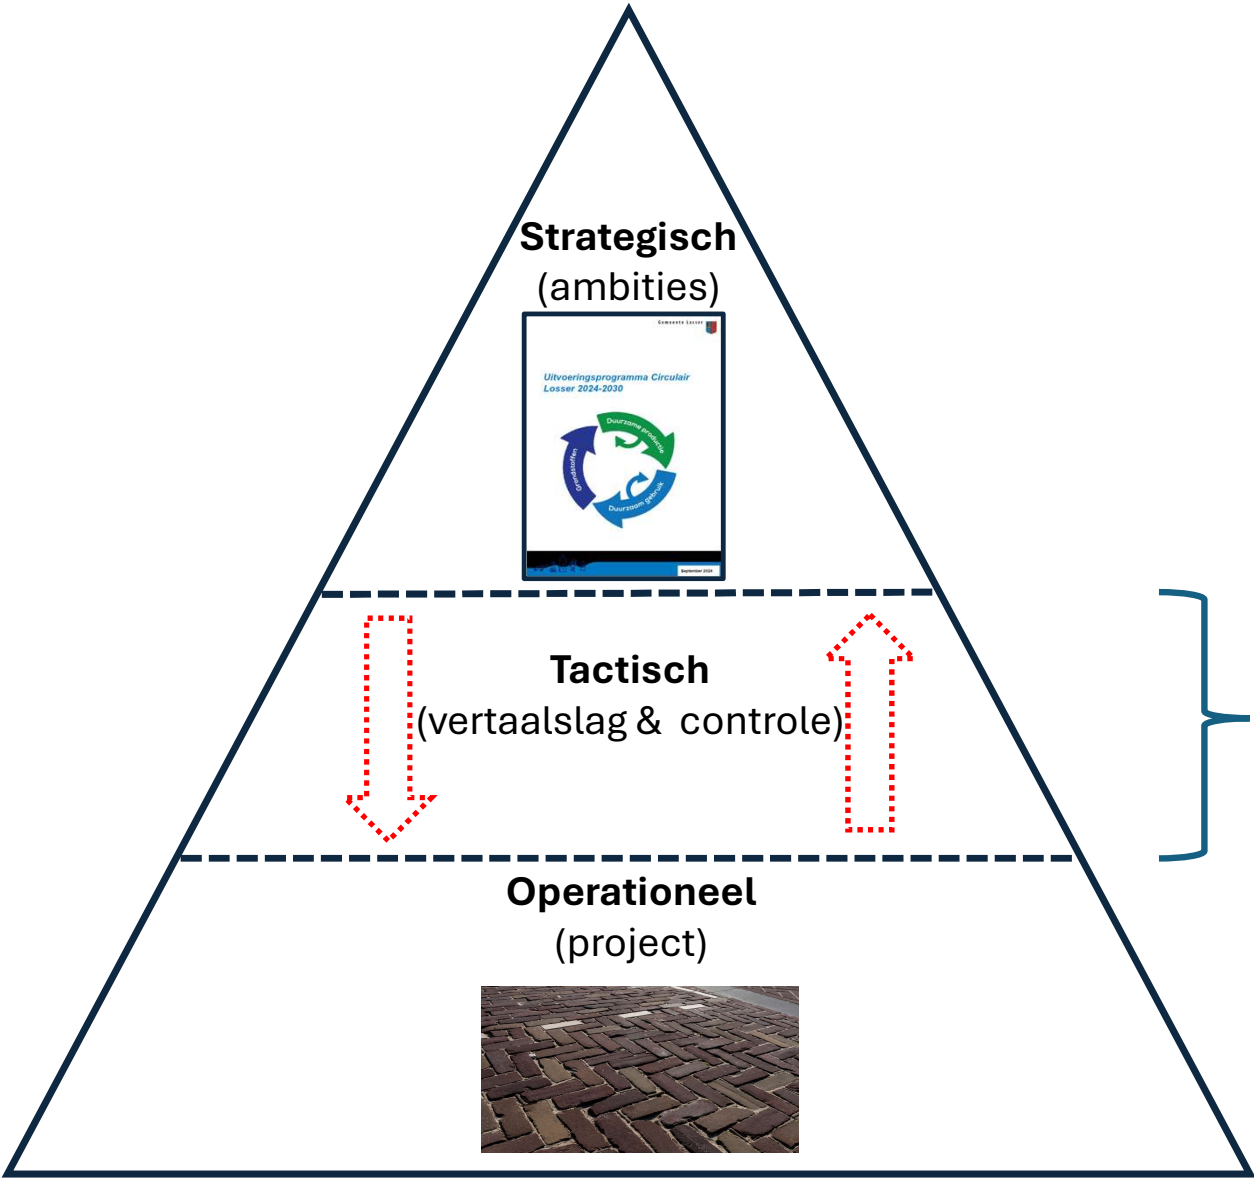 Strategisch
(ambities)
Gemeente Losser
Uitvoeringsprogramma Circulair
Losser 2024-2030
Duurzame productie
Grondstoffen
Duurzaam gebruik
September 2024
Tactisch
(vertaalslag &  controle)
Operationeel
(project)